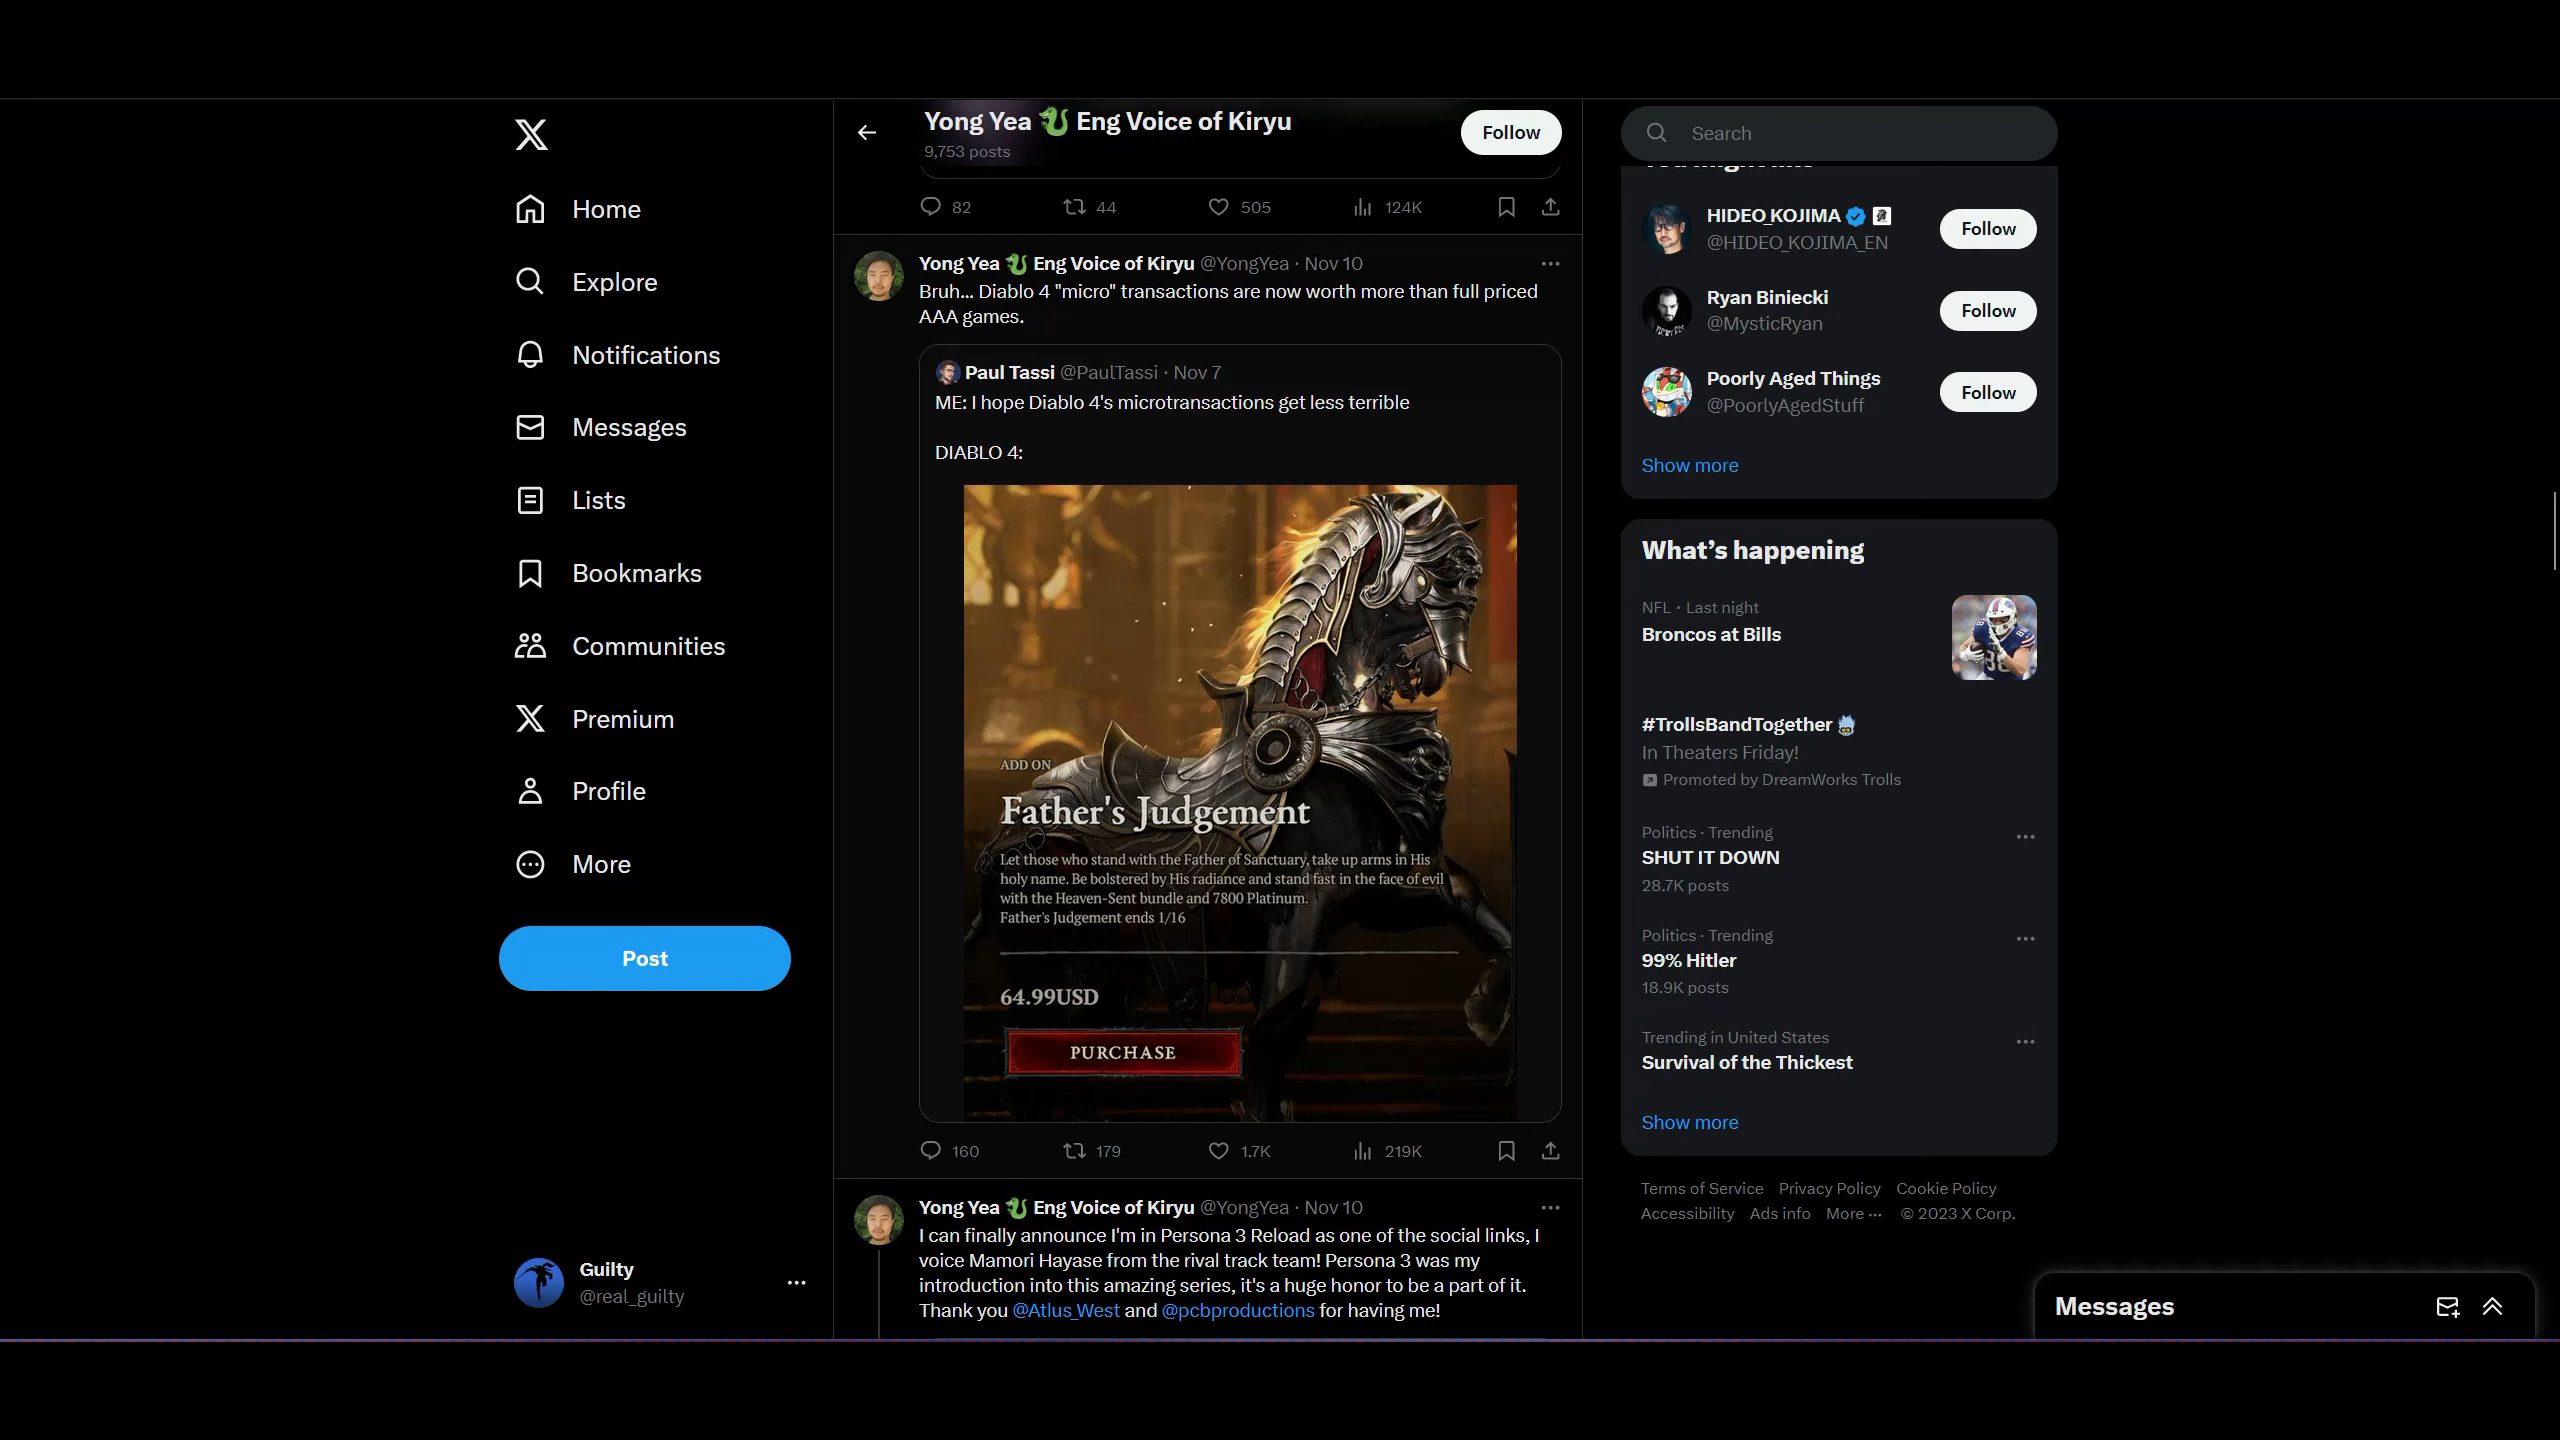 Home
Explore
Notifications
Messages
Lists
Bookmarks
Communities
Premium
Profile
More
Post
Guilty
@real_guilty
Yong Yea 🐉 Eng Voice of Kiryu
9,753 posts
Follow
82 44 505 124K
Yong Yea 🐉 Eng Voice of Kiryu @YongYea · Nov 10
Bruh... Diablo 4 "micro" transactions are now worth more than full priced
AAA games.
Paul Tassi @PaulTassi · Nov 7
ME: I hope Diablo 4's microtransactions get less terrible
DIABLO 4:
ADD ON
Father's Judgement
Let those who stand with the Father of Sanctuary, take up arms in His
holy name. Be bolstered by His radiance and stand fast in the face of evil
with the Heaven-Sent bundle and 7800 Platinum.
Father's Judgement ends 1/16
64.99USD
PURCHASE
160 179 1.7K 219K
Yong Yea 🐉 Eng Voice of Kiryu @YongYea · Nov 10
I can finally announce I'm in Persona 3 Reload as one of the social links, I
voice Mamori Hayase from the rival track team! Persona 3 was my
introduction into this amazing series, it's a huge honor to be a part of it.
Thank you @Atlus_West and @pcbproductions for having me!
Search
HIDEO_KOJIMA
@HIDEO_KOJIMA_EN
Follow
Ryan Biniecki
@MysticRyan
Follow
Poorly Aged Things
@PoorlyAgedStuff
Follow
Show more
What's happening
NFL · Last night
Broncos at Bills
#TrollsBandTogether
In Theaters Friday!
Promoted by DreamWorks Trolls
Politics · Trending
SHUT IT DOWN
28.7K posts
Politics · Trending
99% Hitler
18.9K posts
Trending in United States
Survival of the Thickest
Show more
Terms of Service Privacy Policy Cookie Policy
Accessibility Ads info More ··· © 2023 X Corp.
Messages